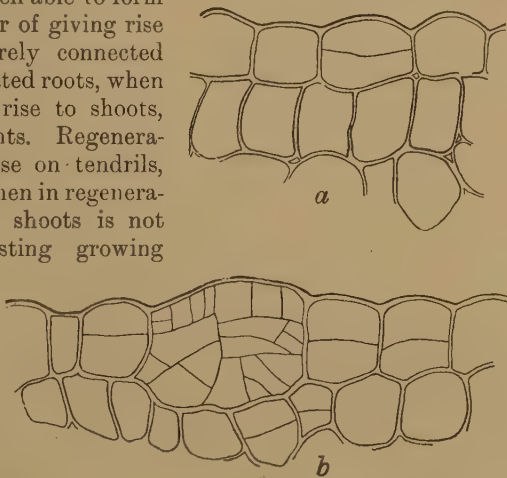 able to form
r of giving rise
rely connected
ted roots, when
rise to shoots,
nts. Regenera-
se on tendrils,
hen in regenera-
shoots is not
sting growing
a
b